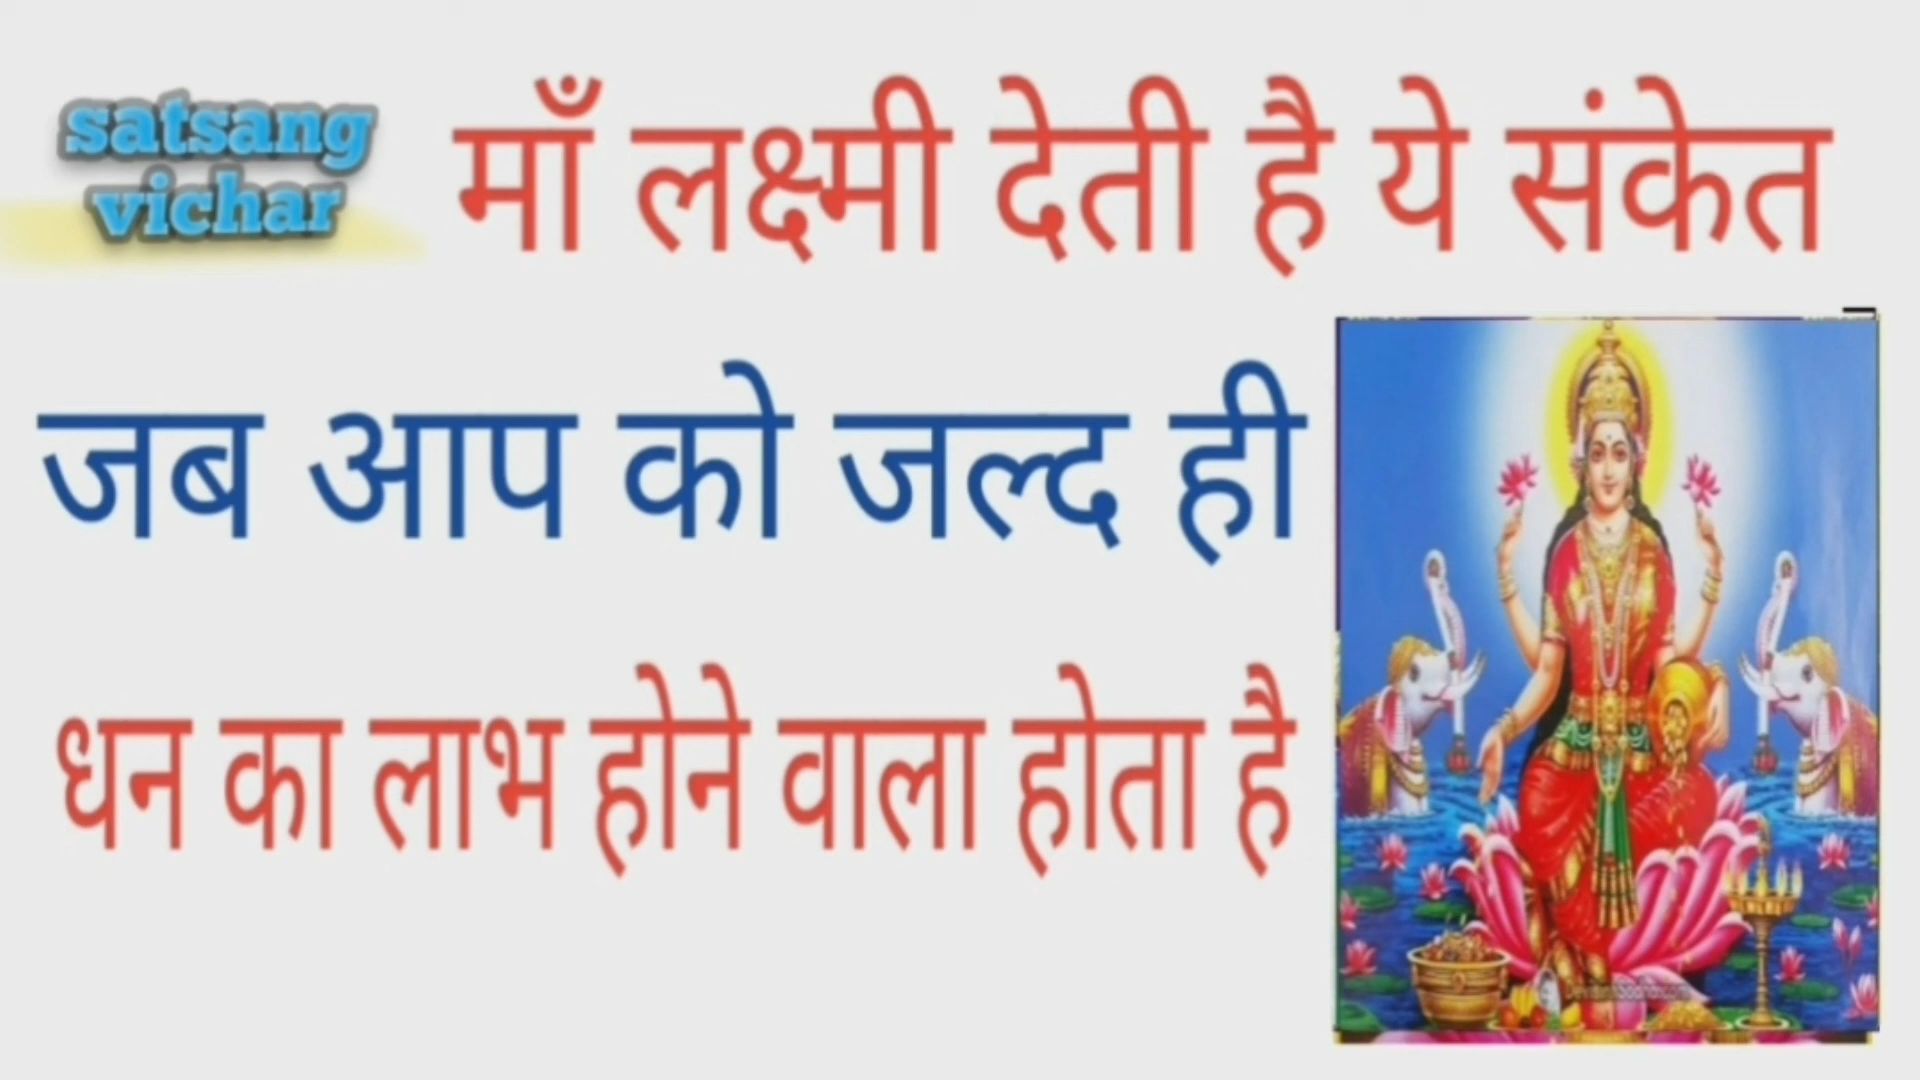 satsang
vichar
माँ लक्ष्मी देती है ये संकेत
जब आप को जल्द ही
धन का लाभ होने वाला होता है